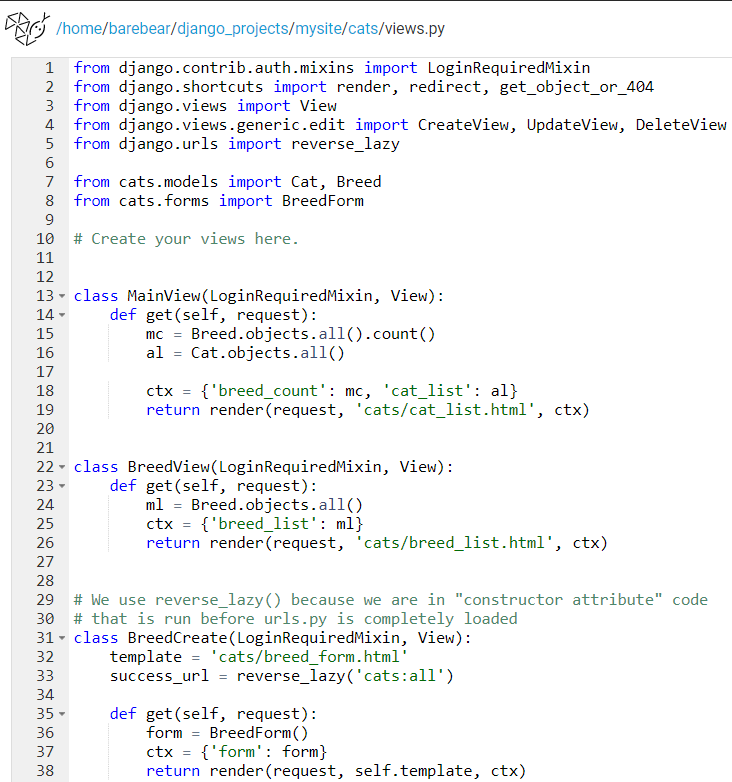 /home/barebear/django_projects/mysite/cats/views.py
1 from django.contrib.auth.mixins import LoginRequiredMixin
2 from django.shortcuts import render, redirect, get_object_or_404
3 from django.views import View
4 from django.views.generic.edit import CreateView, UpdateView, DeleteView
5 from django.urls import reverse_lazy
6
7 from cats.models import Cat, Breed
8 from cats.forms import BreedForm
9
10 # Create your views here.
11
12
13 class MainView(LoginRequiredMixin, View):
14     def get(self, request):
15         mc = Breed.objects.all().count()
16         al = Cat.objects.all()
17
18         ctx = {'breed_count': mc, 'cat_list': al}
19         return render(request, 'cats/cat_list.html', ctx)
20
21
22 class BreedView(LoginRequiredMixin, View):
23     def get(self, request):
24         ml = Breed.objects.all()
25         ctx = {'breed_list': ml}
26         return render(request, 'cats/breed_list.html', ctx)
27
28
29 # We use reverse_lazy() because we are in "constructor attribute" code
30 # that is run before urls.py is completely loaded
31 class BreedCreate(LoginRequiredMixin, View):
32     template = 'cats/breed_form.html'
33     success_url = reverse_lazy('cats:all')
34
35     def get(self, request):
36         form = BreedForm()
37         ctx = {'form': form}
38         return render(request, self.template, ctx)